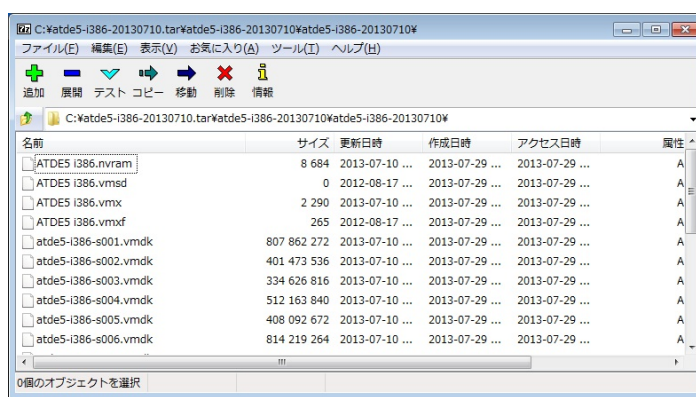 C:¥atde5-i386-20130710.tar¥atde5-i386-20130710¥atde5-i386-20130710¥
ファイル(F) 編集(E) 表示(V) お気に入り(A) ツール(T) ヘルプ(H)
追加 展開 テスト コピー 移動 削除 情報
C:¥atde5-i386-20130710.tar¥atde5-i386-20130710¥atde5-i386-20130710¥
名前 サイズ 更新日時 作成日時 アクセス日時 属性
ATDE5 i386.nvram 8 684 2013-07-10 ... 2013-07-29 ... 2013-07-29 ... A
ATDE5 i386.vmsd 0 2012-08-17 ... 2013-07-29 ... 2013-07-29 ... A
ATDE5 i386.vmx 2 290 2013-07-10 ... 2013-07-29 ... 2013-07-29 ... A
ATDE5 i386.vmxf 265 2012-08-17 ... 2013-07-29 ... 2013-07-29 ... A
atde5-i386-s001.vmdk 807 862 272 2013-07-10 ... 2013-07-29 ... 2013-07-29 ... A
atde5-i386-s002.vmdk 401 473 536 2013-07-10 ... 2013-07-29 ... 2013-07-29 ... A
atde5-i386-s003.vmdk 334 626 816 2013-07-10 ... 2013-07-29 ... 2013-07-29 ... A
atde5-i386-s004.vmdk 512 163 840 2013-07-10 ... 2013-07-29 ... 2013-07-29 ... A
atde5-i386-s005.vmdk 408 092 672 2013-07-10 ... 2013-07-29 ... 2013-07-29 ... A
atde5-i386-s006.vmdk 814 219 264 2013-07-10 ... 2013-07-29 ... 2013-07-29 ... A
0個のオブジェクトを選択